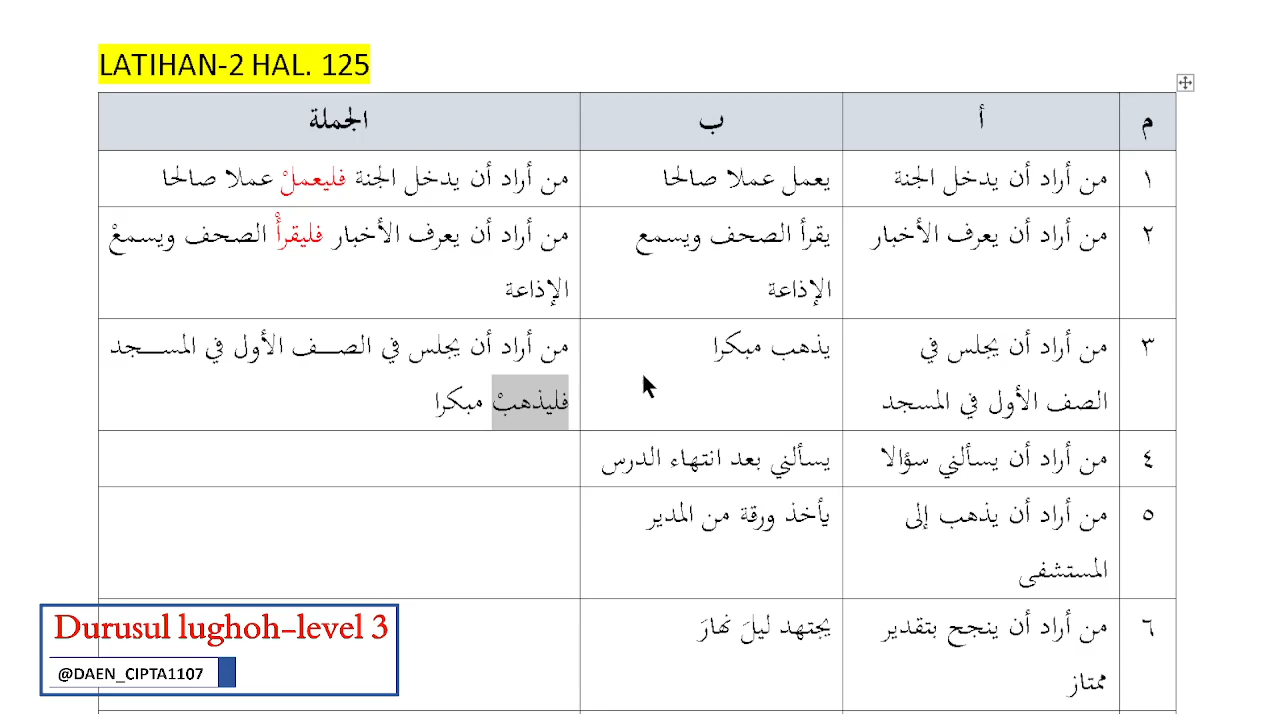 LATIHAN-2 HAL. 125
م أ ب الجملة
١ من أراد أن يدخل الجنة يعمل عملا صالحا من أراد أن يدخل الجنة فليعملْ عملا صالحا
٢ من أراد أن يعرف الأخبار يقرأ الصحف ويسمع من أراد أن يعرف الأخبار فليقرأْ الصحف ويسمعْ
الإذاعة الإذاعة
٣ من أراد أن يجلس في يذهب مبكرا من أراد أن يجلس في الصـــف الأول في المســـجد
الصف الأول في المسجد فليذهبْ مبكرا
٤ من أراد أن يسألني سؤالا يسألني بعد انتهاء الدرس
٥ من أراد أن يذهب إلى يأخذ ورقة من المدير
المستشفى
٦ من أراد أن ينجح بتقدير يجتهد ليلَ نهارَ
ممتاز
Durusul lughoh-level 3
@DAEN_CIPTA1107